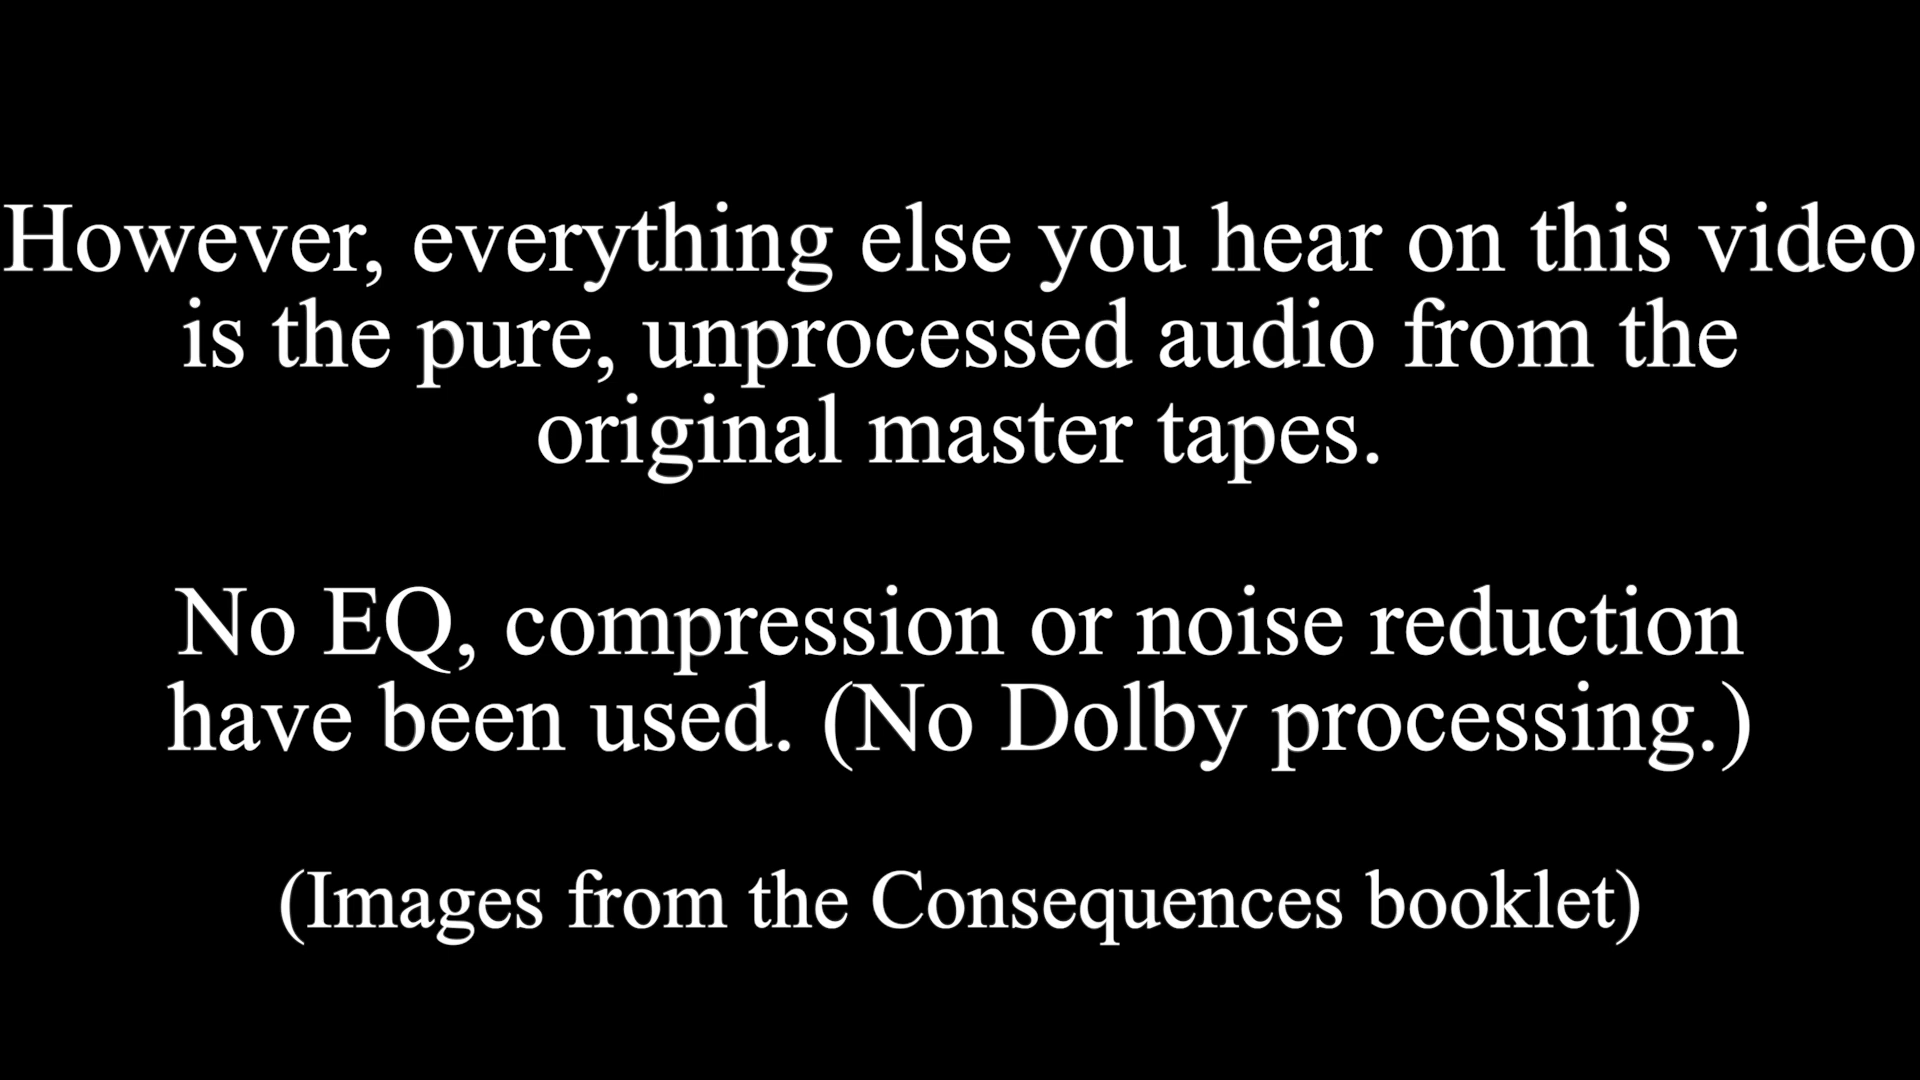 However, everything else you hear on this video
is the pure, unprocessed audio from the
original master tapes.
No EQ, compression or noise reduction
have been used. (No Dolby processing.)
(Images from the Consequences booklet)